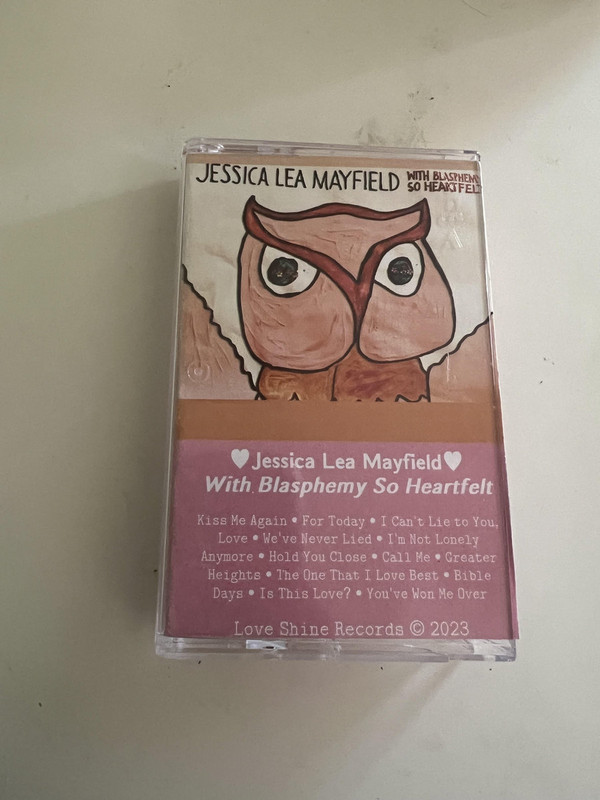 JESSICA LEA MAYFIELD
WITH BLASPHEMY
SO HEARTFELT
♥Jessica Lea Mayfield♥
With Blasphemy So Heartfelt
Kiss Me Again • For Today • I Can't Lie to You,
Love • We've Never Lied • I'm Not Lonely
Anymore • Hold You Close • Call Me • Greater
Heights • The One That I Love Best • Bible
Days • Is This Love? • You've Won Me Over
Love Shine Records © 2023